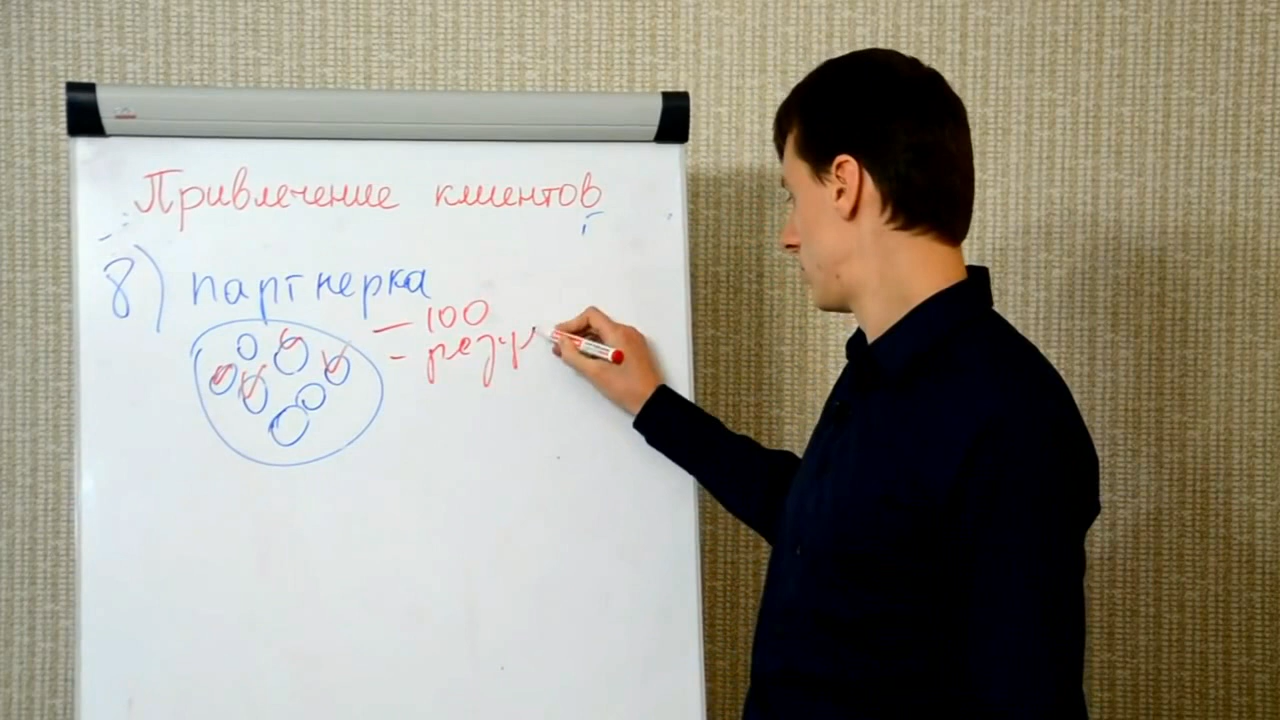 Привлечение клиентов
8) партнерка
- 100
- резул